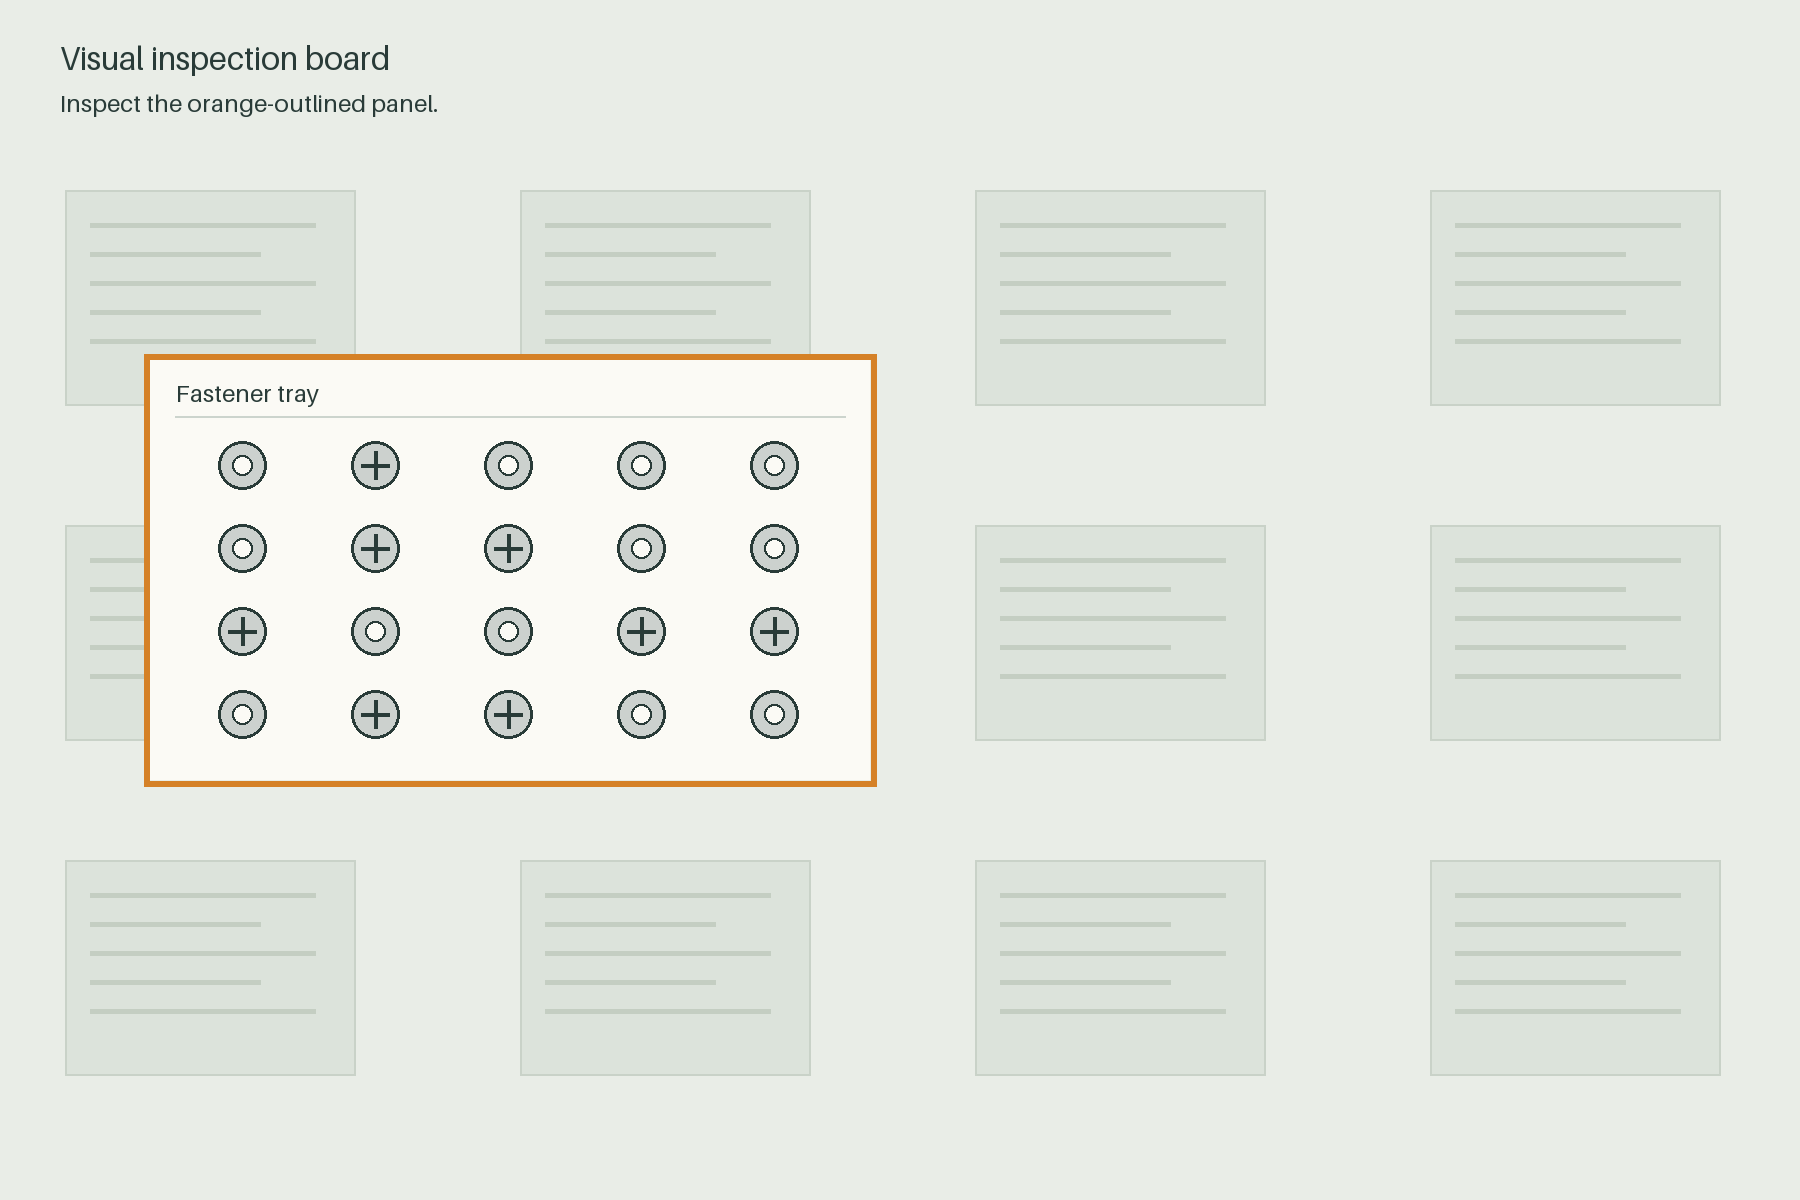 Visual inspection board
Inspect the orange-outlined panel.
Fastener tray